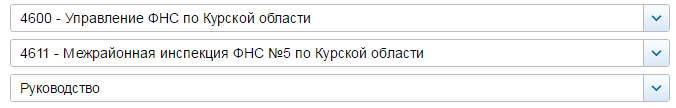 4600 - Управление ФНС по Курской области
4611 - Межрайонная инспекция ФНС №5 по Курской области
Руководство